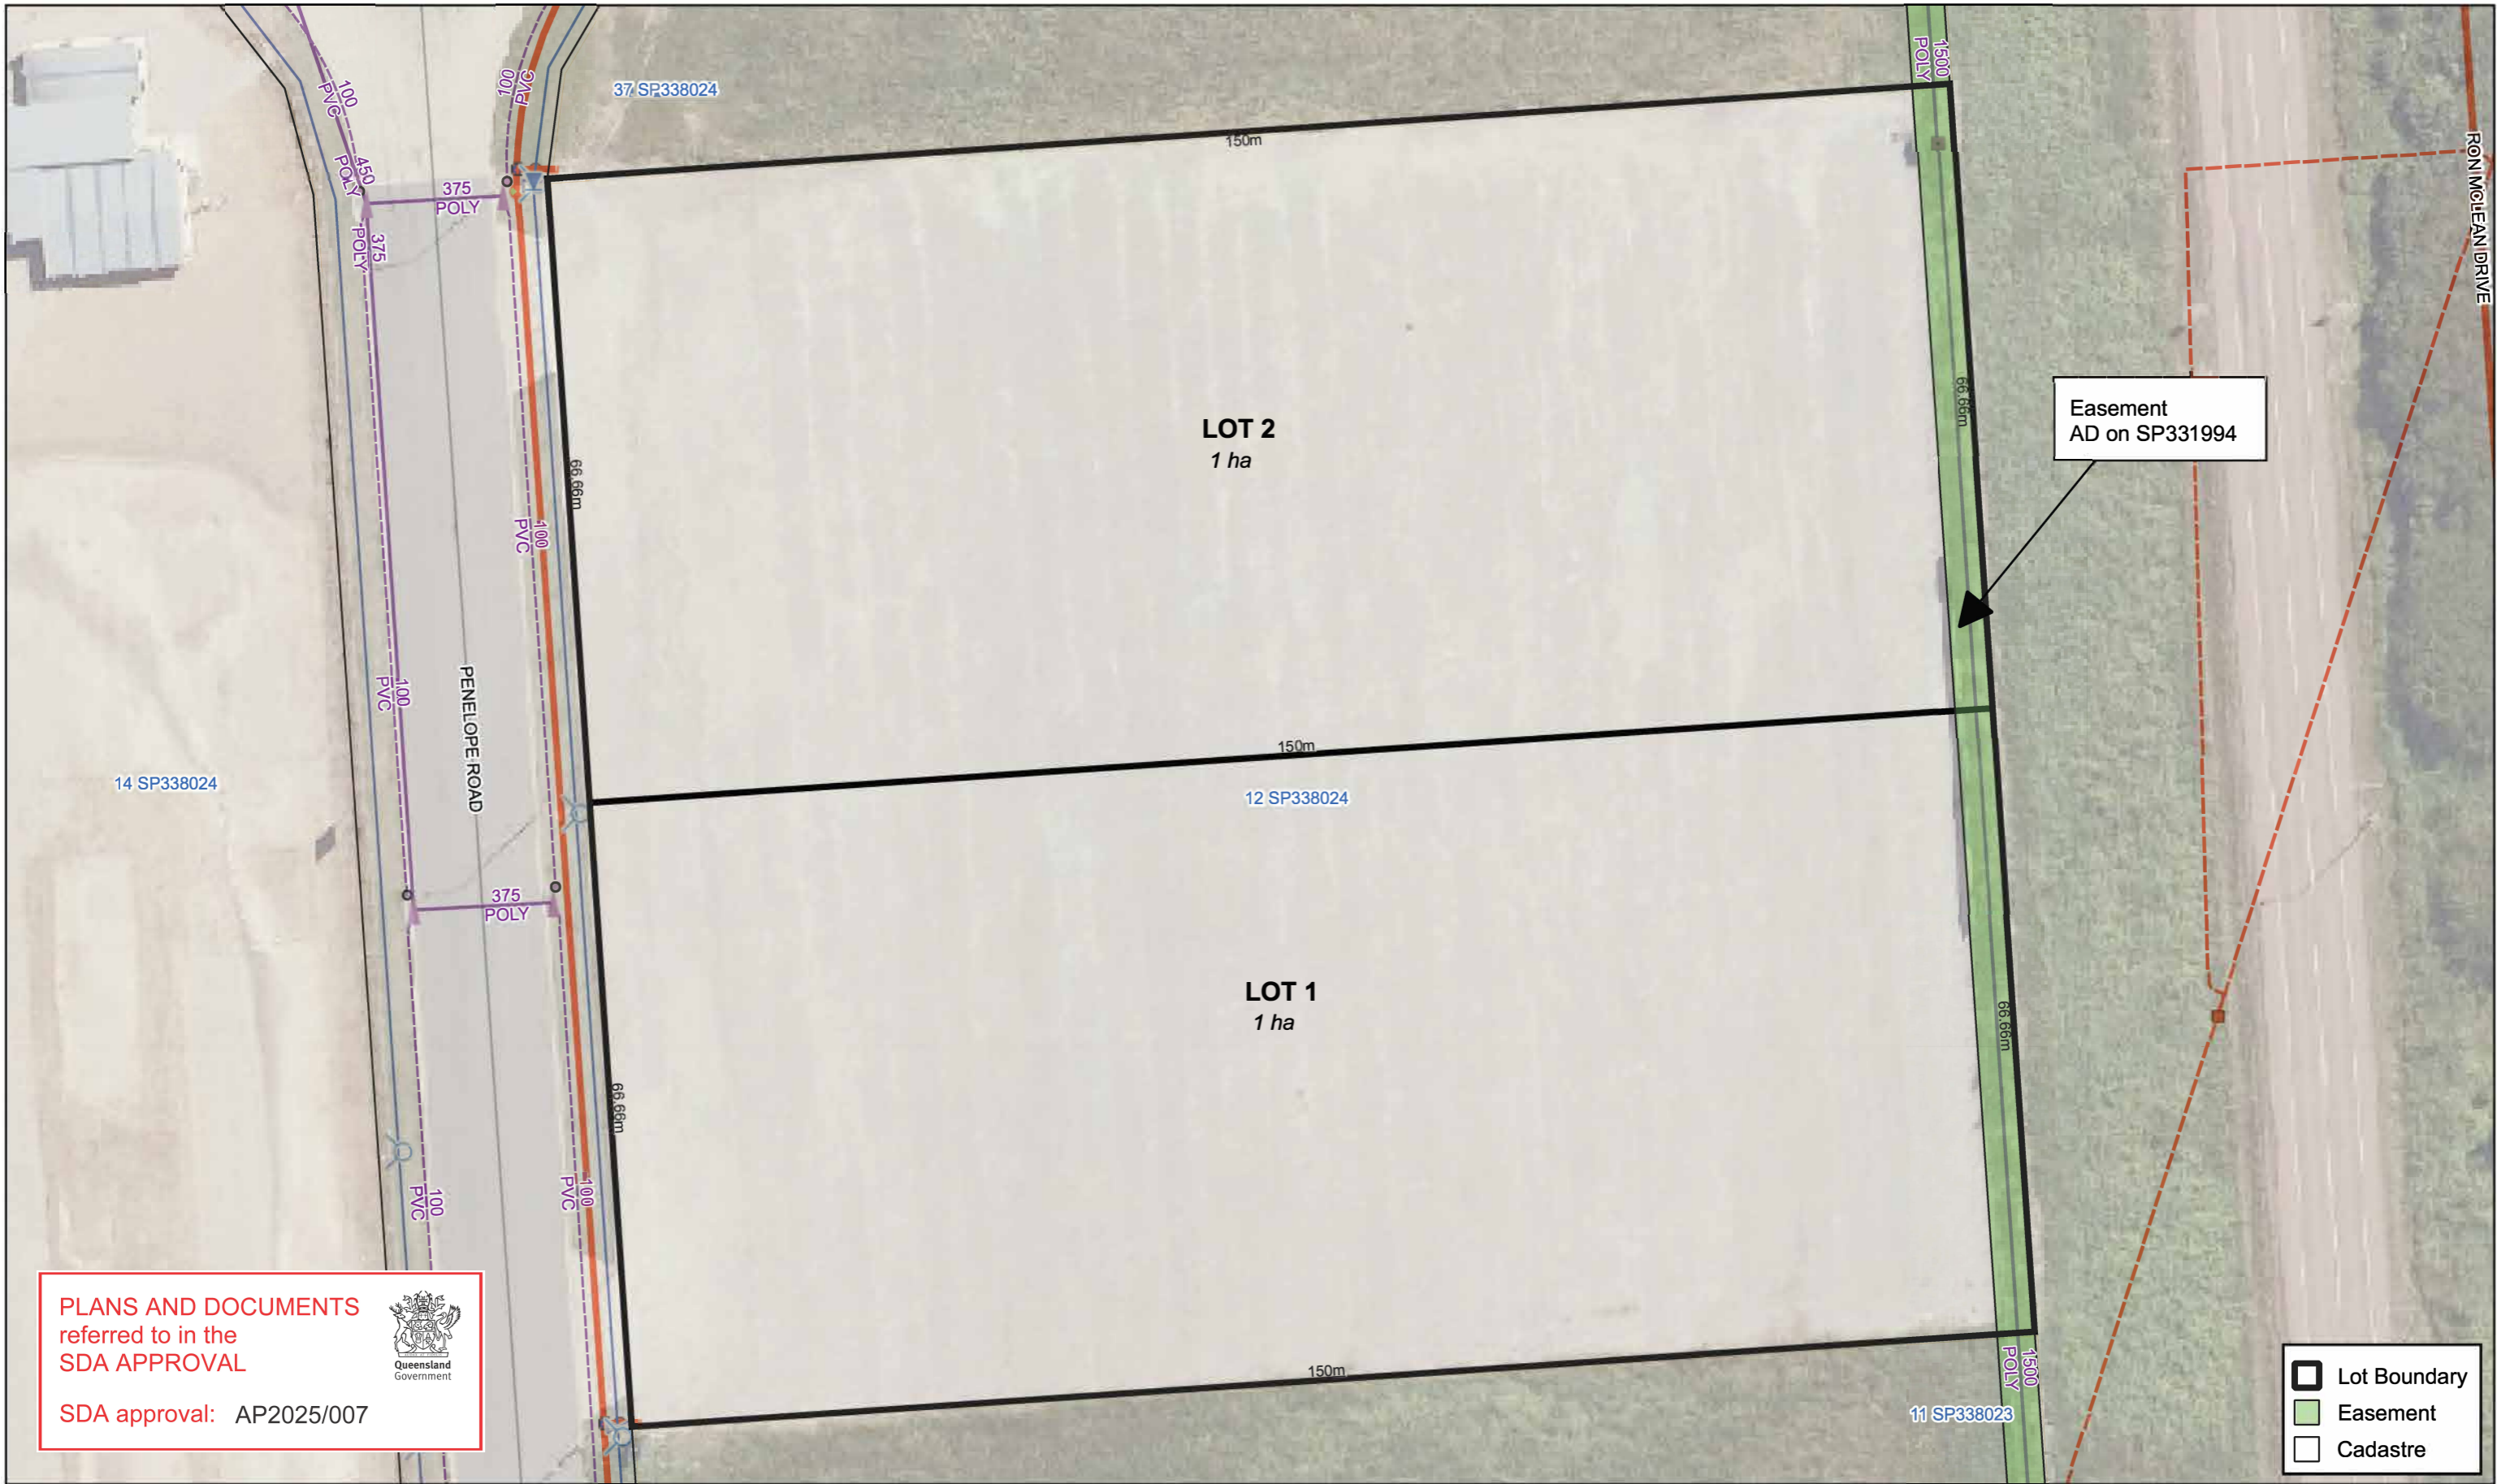 1500
POLY
RON MCLEAN DRIVE
37 SP338024
100
PVC
100
PVC
150m
450
POLY
375
POLY
375
POLY
66.66m
Easement
AD on SP331994
LOT 2
1 ha
66.66m
100
PVC
100
PVC
PENELOPE ROAD
150m
14 SP338024
12 SP338024
375
POLY
LOT 1
1 ha
66.66m
66.66m
100
PVC
100
PVC
150m
1500
POLY
11 SP338023
PLANS AND DOCUMENTS
referred to in the
SDA APPROVAL
Queensland
Government
SDA approval: AP2025/007
Lot Boundary
Easement
Cadastre